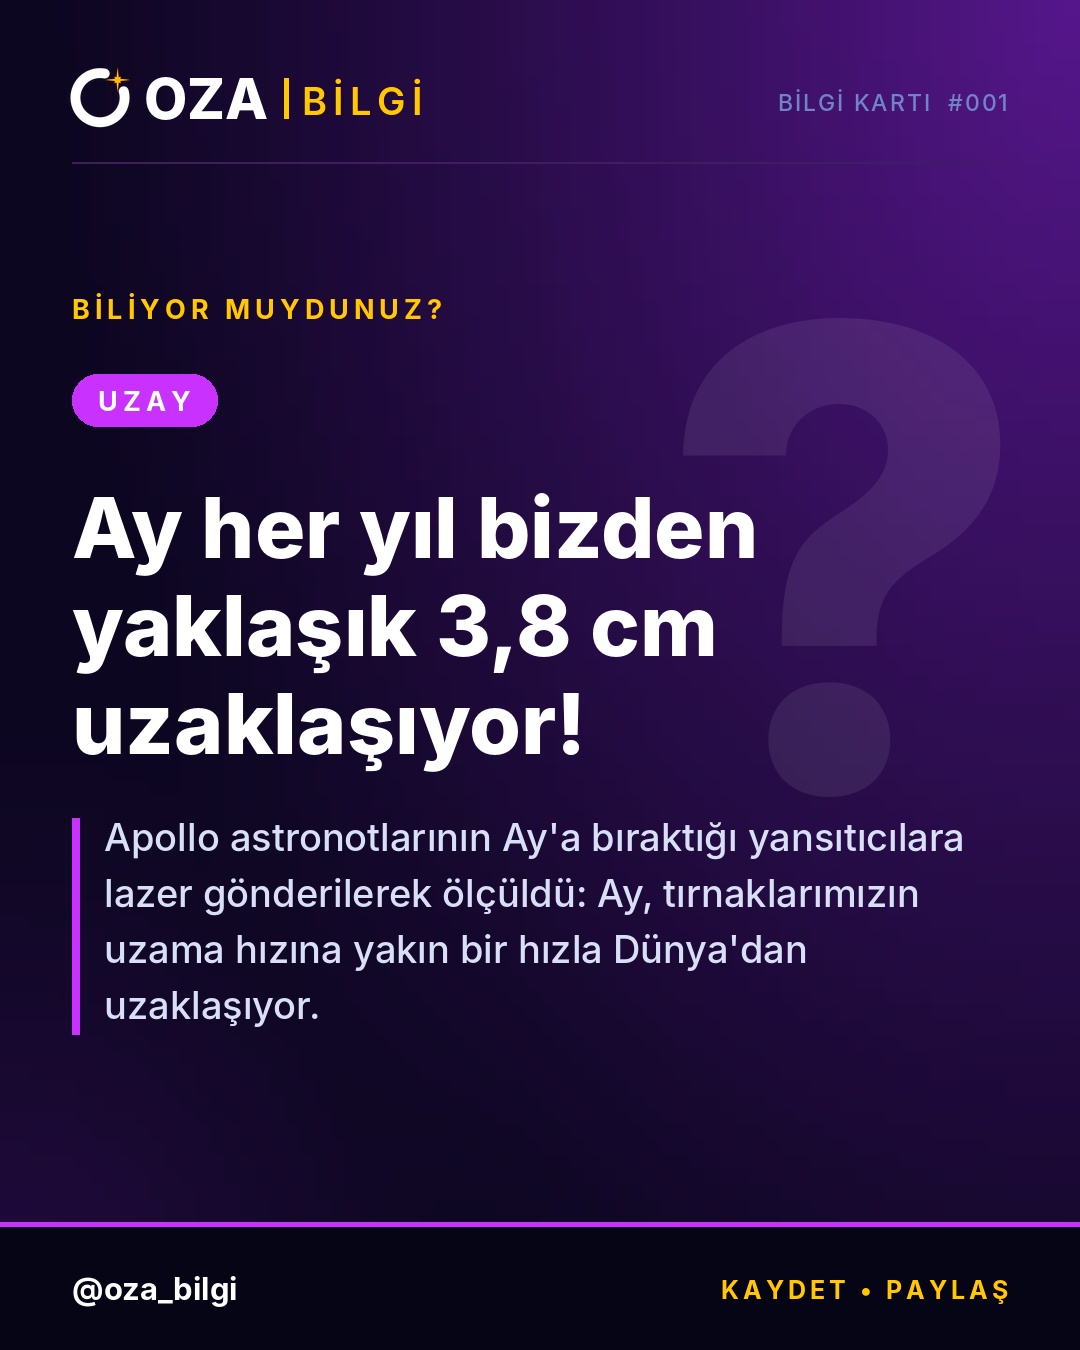 OZA | BİLGİ
BİLGİ KARTI #001
BİLİYOR MUYDUNUZ?
UZAY
Ay her yıl bizden
yaklaşık 3,8 cm
uzaklaşıyor!
?
Apollo astronotlarının Ay'a bıraktığı yansıtıcılara
lazer gönderilerek ölçüldü: Ay, tırnaklarımızın
uzama hızına yakın bir hızla Dünya'dan
uzaklaşıyor.
@oza_bilgi
KAYDET • PAYLAŞ